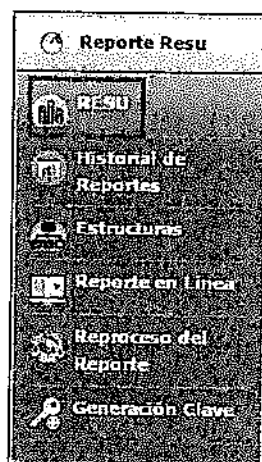 Reporte Resu
RESU
Historial de
Reportes
Estructuras
Reporte en Línea
Reproceso del
Reporte
Generación Clave